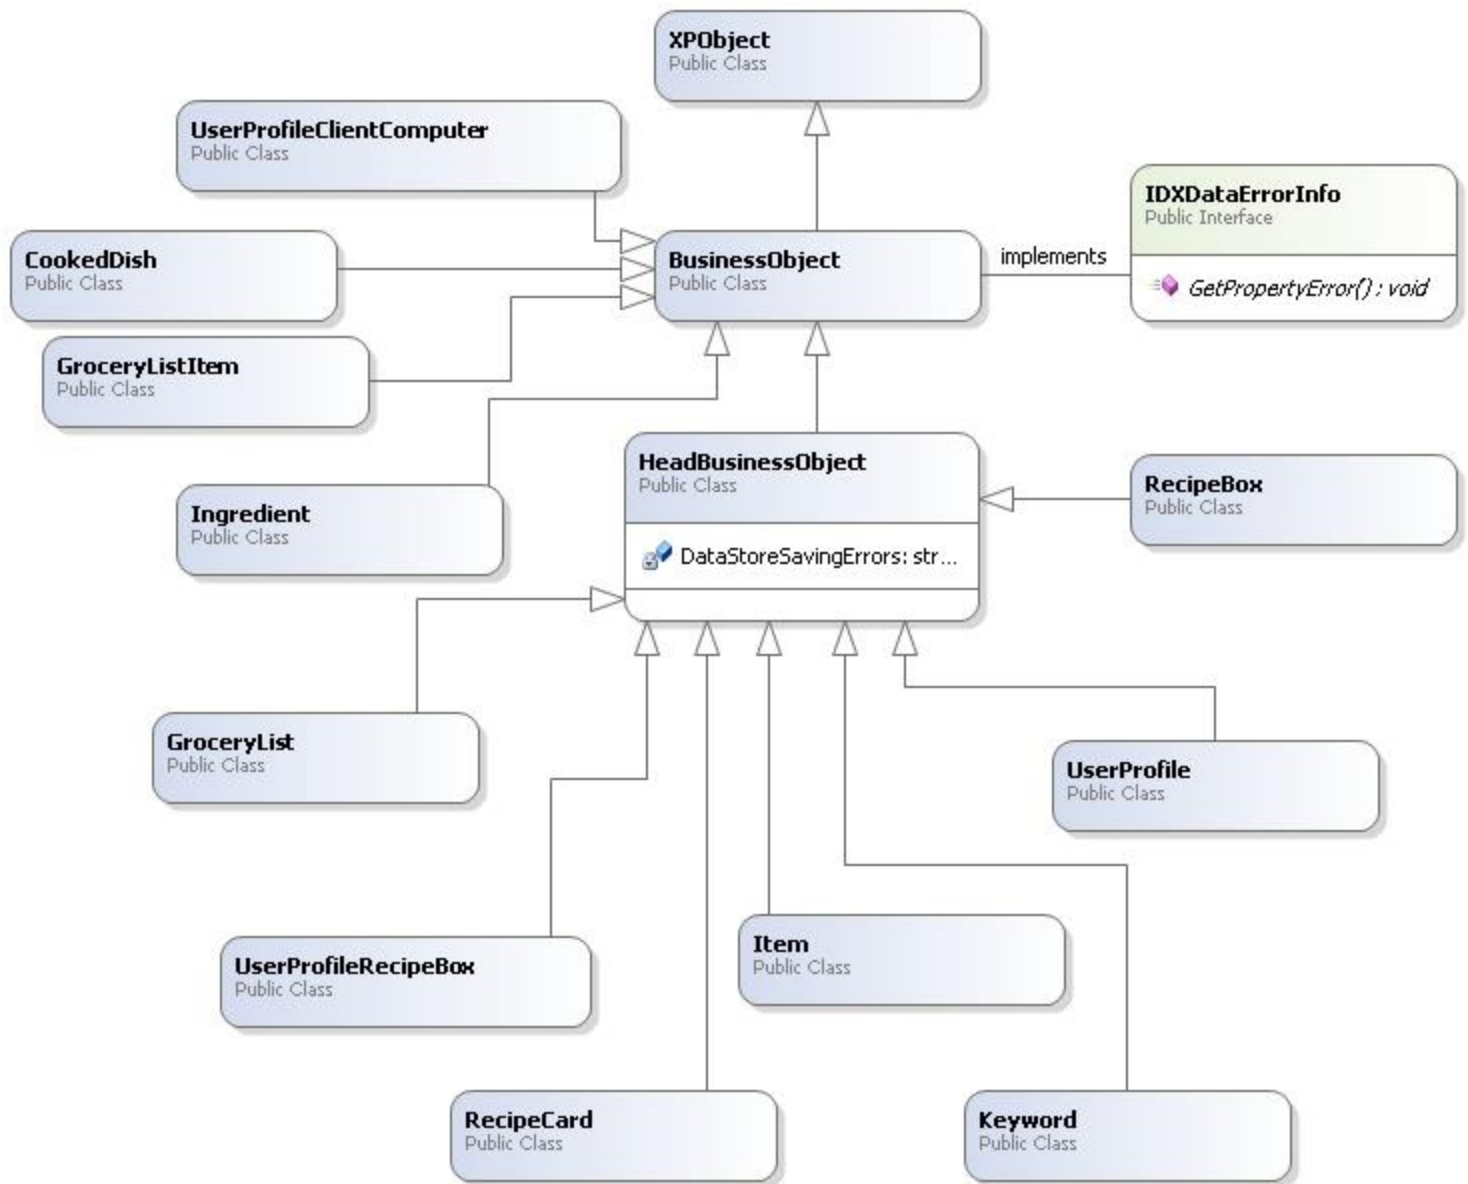 XPObject
Public Class
UserProfileClientComputer
Public Class
IDXDataErrorInfo
Public Interface
GetPropertyError() : void
implements
CookedDish
Public Class
BusinessObject
Public Class
GroceryListItem
Public Class
HeadBusinessObject
Public Class
DataStoreSavingErrors: str...
RecipeBox
Public Class
Ingredient
Public Class
GroceryList
Public Class
UserProfile
Public Class
UserProfileRecipeBox
Public Class
Item
Public Class
RecipeCard
Public Class
Keyword
Public Class